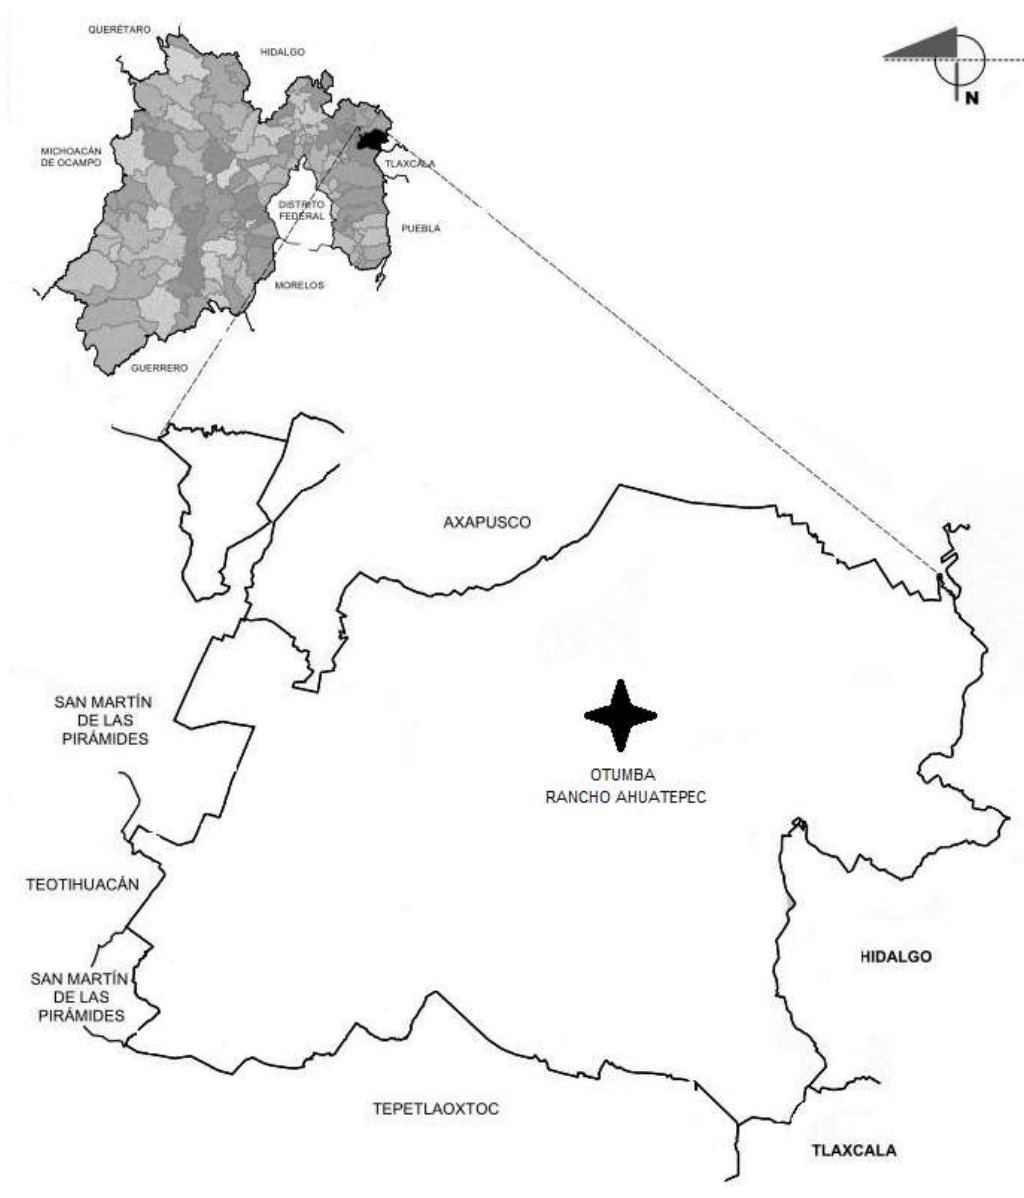 QUERÉTARO
HIDALGO
N
MICHOACÁN
DE OCAMPO
TLAXCALA
DISTRITO
FEDERAL
PUEBLA
MORELOS
GUERRERO
AXAPUSCO
SAN MARTÍN
DE LAS
PIRÁMIDES
OTUMBA
RANCHO AHUATEPEC
TEOTIHUACÁN
HIDALGO
SAN MARTÍN
DE LAS
PIRÁMIDES
TEPETLAOXTOC
TLAXCALA